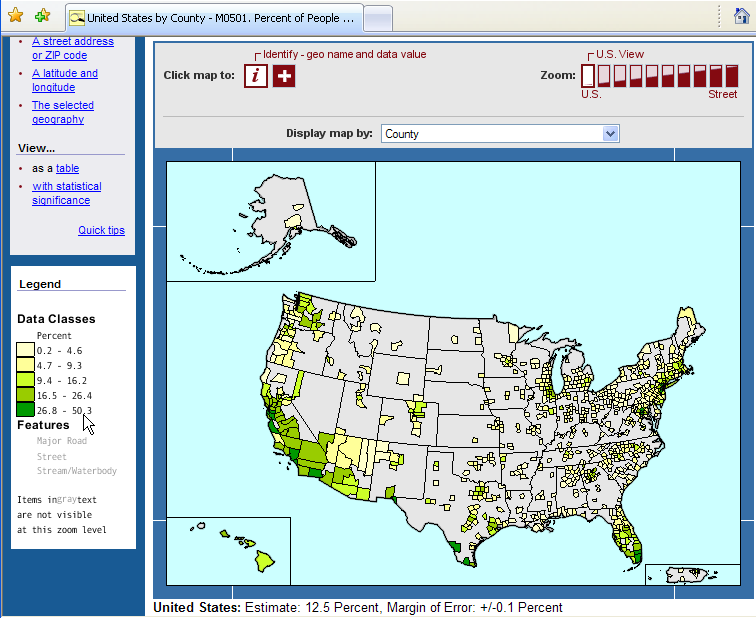 United States by County - M0501. Percent of People ...
A street address
or ZIP code
A latitude and
longitude
The selected
geography
View...
as a table
with statistical
significance
Quick tips
Identify - geo name and data value
Click map to:
i
U.S. View
Zoom:
U.S.
Street
Display map by:
County
Legend
Data Classes
Percent
0.2 - 4.6
4.7 - 9.3
9.4 - 16.2
16.5 - 26.4
26.8 - 50.3
Features
Major Road
Street
Stream/Waterbody
Items in gray text
are not visible
at this zoom level
United States: Estimate: 12.5 Percent, Margin of Error: +/-0.1 Percent